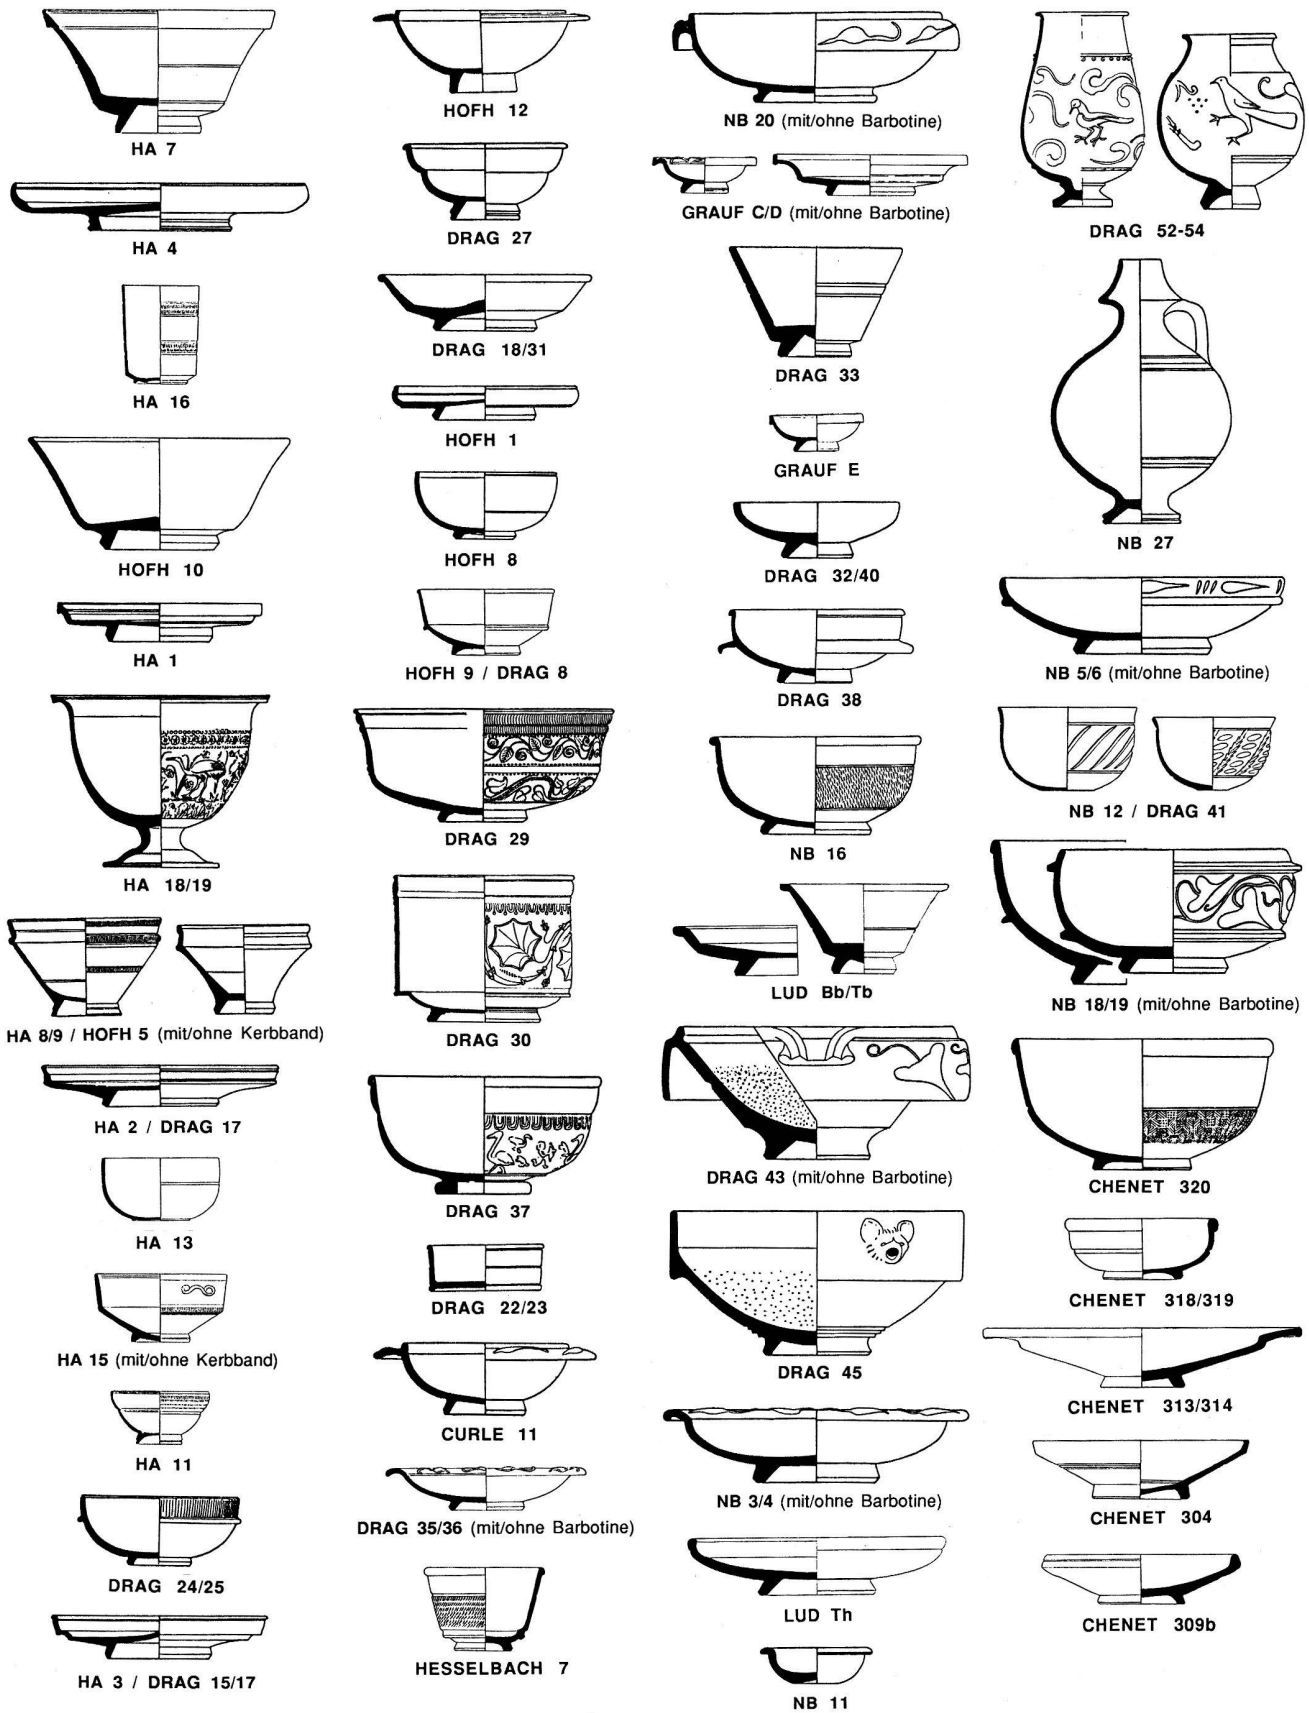 HA 7
HA 4
HA 16
HOFH 10
HA 1
HA 18/19
HA 8/9 / HOFH 5 (mit/ohne Kerbband)
HA 2 / DRAG 17
HA 13
HA 15 (mit/ohne Kerbband)
HA 11
DRAG 24/25
HA 3 / DRAG 15/17
HOFH 12
DRAG 27
DRAG 18/31
HOFH 1
HOFH 8
HOFH 9 / DRAG 8
DRAG 29
DRAG 30
DRAG 37
DRAG 22/23
CURLE 11
DRAG 35/36 (mit/ohne Barbotine)
HESSELBACH 7
NB 20 (mit/ohne Barbotine)
GRAUF C/D (mit/ohne Barbotine)
DRAG 33
GRAUF E
DRAG 32/40
DRAG 38
NB 16
LUD Bb/Tb
DRAG 43 (mit/ohne Barbotine)
DRAG 45
NB 3/4 (mit/ohne Barbotine)
LUD Th
NB 11
DRAG 52-54
NB 27
NB 5/6 (mit/ohne Barbotine)
NB 12 / DRAG 41
NB 18/19 (mit/ohne Barbotine)
CHENET 320
CHENET 318/319
CHENET 313/314
CHENET 304
CHENET 309b